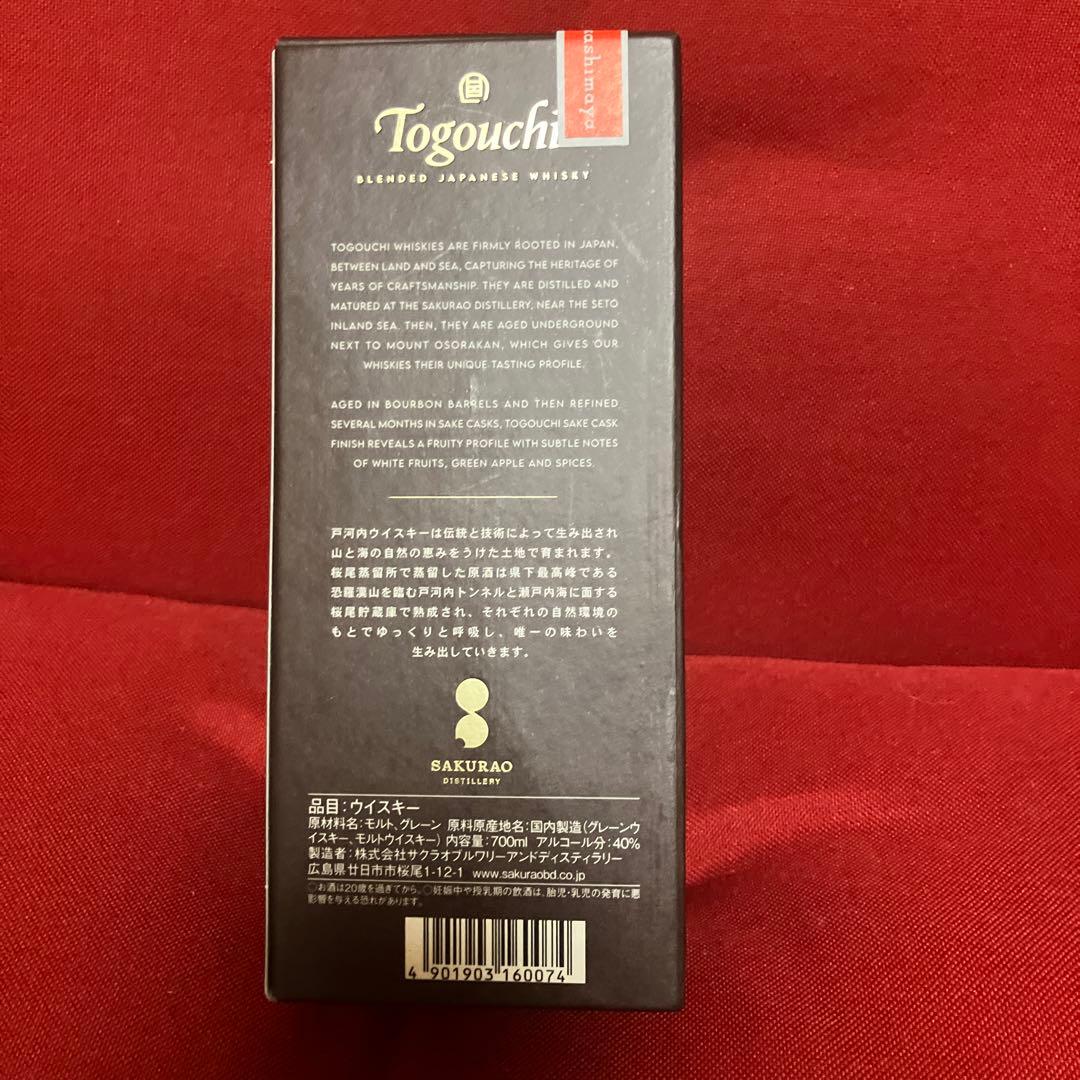 kashimaya
Togouchi
BLENDED JAPANESE WHISKY
TOGOUCHI WHISKIES ARE FIRMLY ROOTED IN JAPAN,
BETWEEN LAND AND SEA, CAPTURING THE HERITAGE OF
YEARS OF CRAFTSMANSHIP. THEY ARE DISTILLED AND
MATURED AT THE SAKURAO DISTILLERY, NEAR THE SETO
INLAND SEA. THEN, THEY ARE AGED UNDERGROUND
NEXT TO MOUNT OSORAKAN, WHICH GIVES OUR
WHISKIES THEIR UNIQUE TASTING PROFILE.
AGED IN BOURBON BARRELS AND THEN REFINED
SEVERAL MONTHS IN SAKE CASKS, TOGOUCHI SAKE CASK
FINISH REVEALS A FRUITY PROFILE WITH SUBTLE NOTES
OF WHITE FRUITS, GREEN APPLE AND SPICES.
戸河内ウイスキーは伝統と技術によって生み出され
山と海の自然の恵みをうけた土地で育まれます。
桜尾蒸留所で蒸留した原酒は県下最高峰である
恐羅漢山を臨む戸河内トンネルと瀬戸内海に面する
桜尾貯蔵庫で熟成され、それぞれの自然環境の
もとでゆっくりと呼吸し、唯一の味わいを
生み出していきます。
SAKURAO
DISTILLERY
品目:ウイスキー
原材料名:モルト、グレーン 原料原産地名:国内製造(グレーンウ
イスキー、モルトウイスキー) 内容量:700ml アルコール分:40%
製造者:株式会社サクラオブルワリーアンドディスティラリー
広島県廿日市市桜尾1-12-1 www.sakuraobd.co.jp
○お酒は20歳を過ぎてから。○妊娠中や授乳期の飲酒は、胎児・乳児の発育に悪
影響を与える恐れがあります。
4 901903 160074